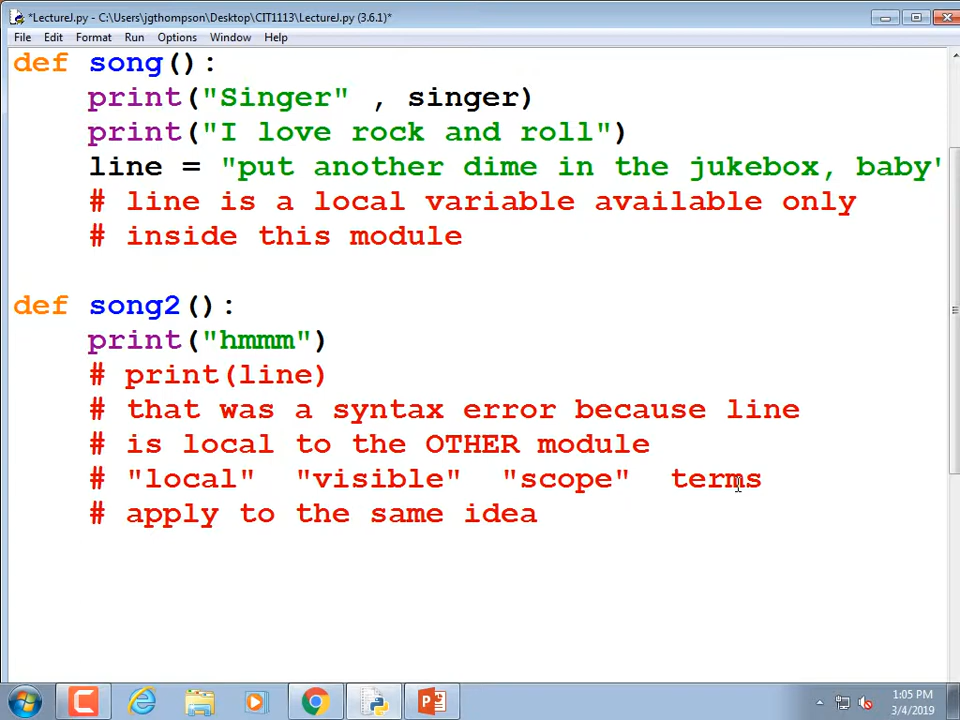 *LectureJ.py - C:\Users\jgthompson\Desktop\CIT1113\LectureJ.py (3.6.1)*
File Edit Format Run Options Window Help
def song():
    print("Singer" , singer)
    print("I love rock and roll")
    line = "put another dime in the jukebox, baby'
    # line is a local variable available only
    # inside this module
def song2():
    print("hmmm")
    # print(line)
    # that was a syntax error because line
    # is local to the OTHER module
    # "local"  "visible"  "scope"  terms
    # apply to the same idea
1:05 PM
3/4/2019